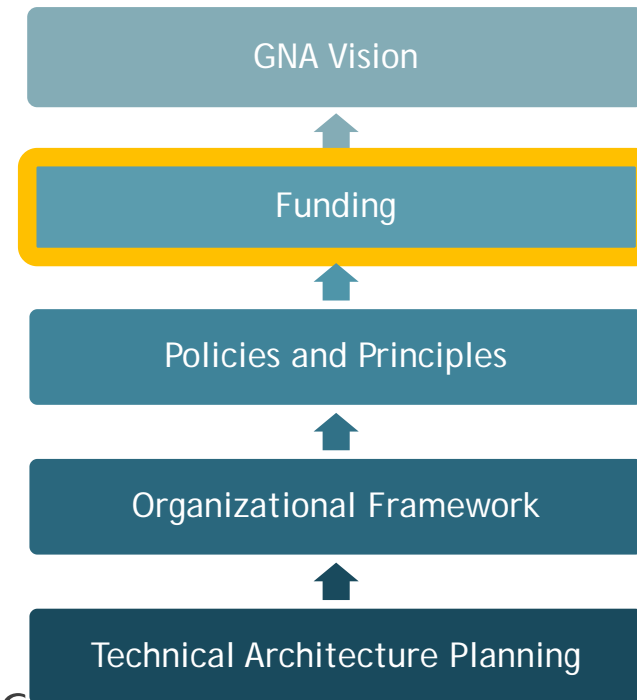 GNA Vision
Funding
Policies and Principles
Organizational Framework
Technical Architecture Planning